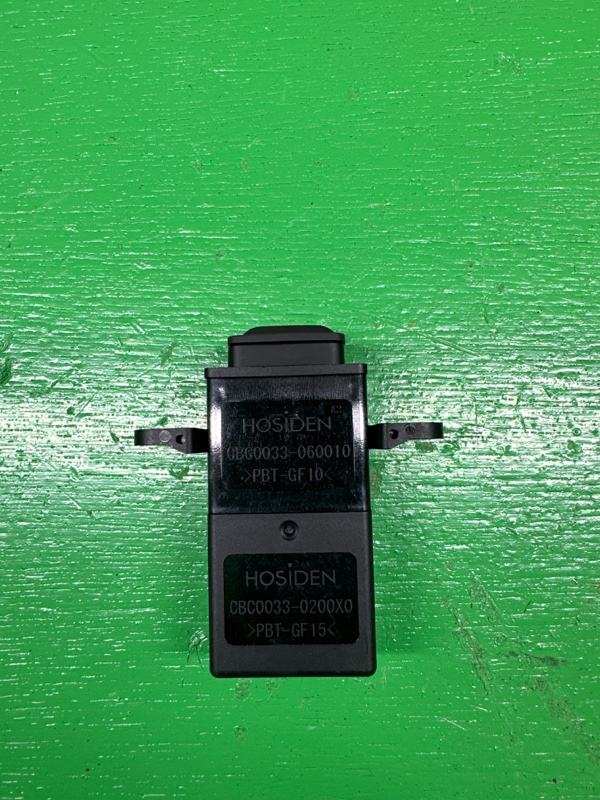 HOSIDEN
CBC0033-060010
>PBT-GF10<
HOSIDEN
CBC0033-0200X0
>PBT-GF15<